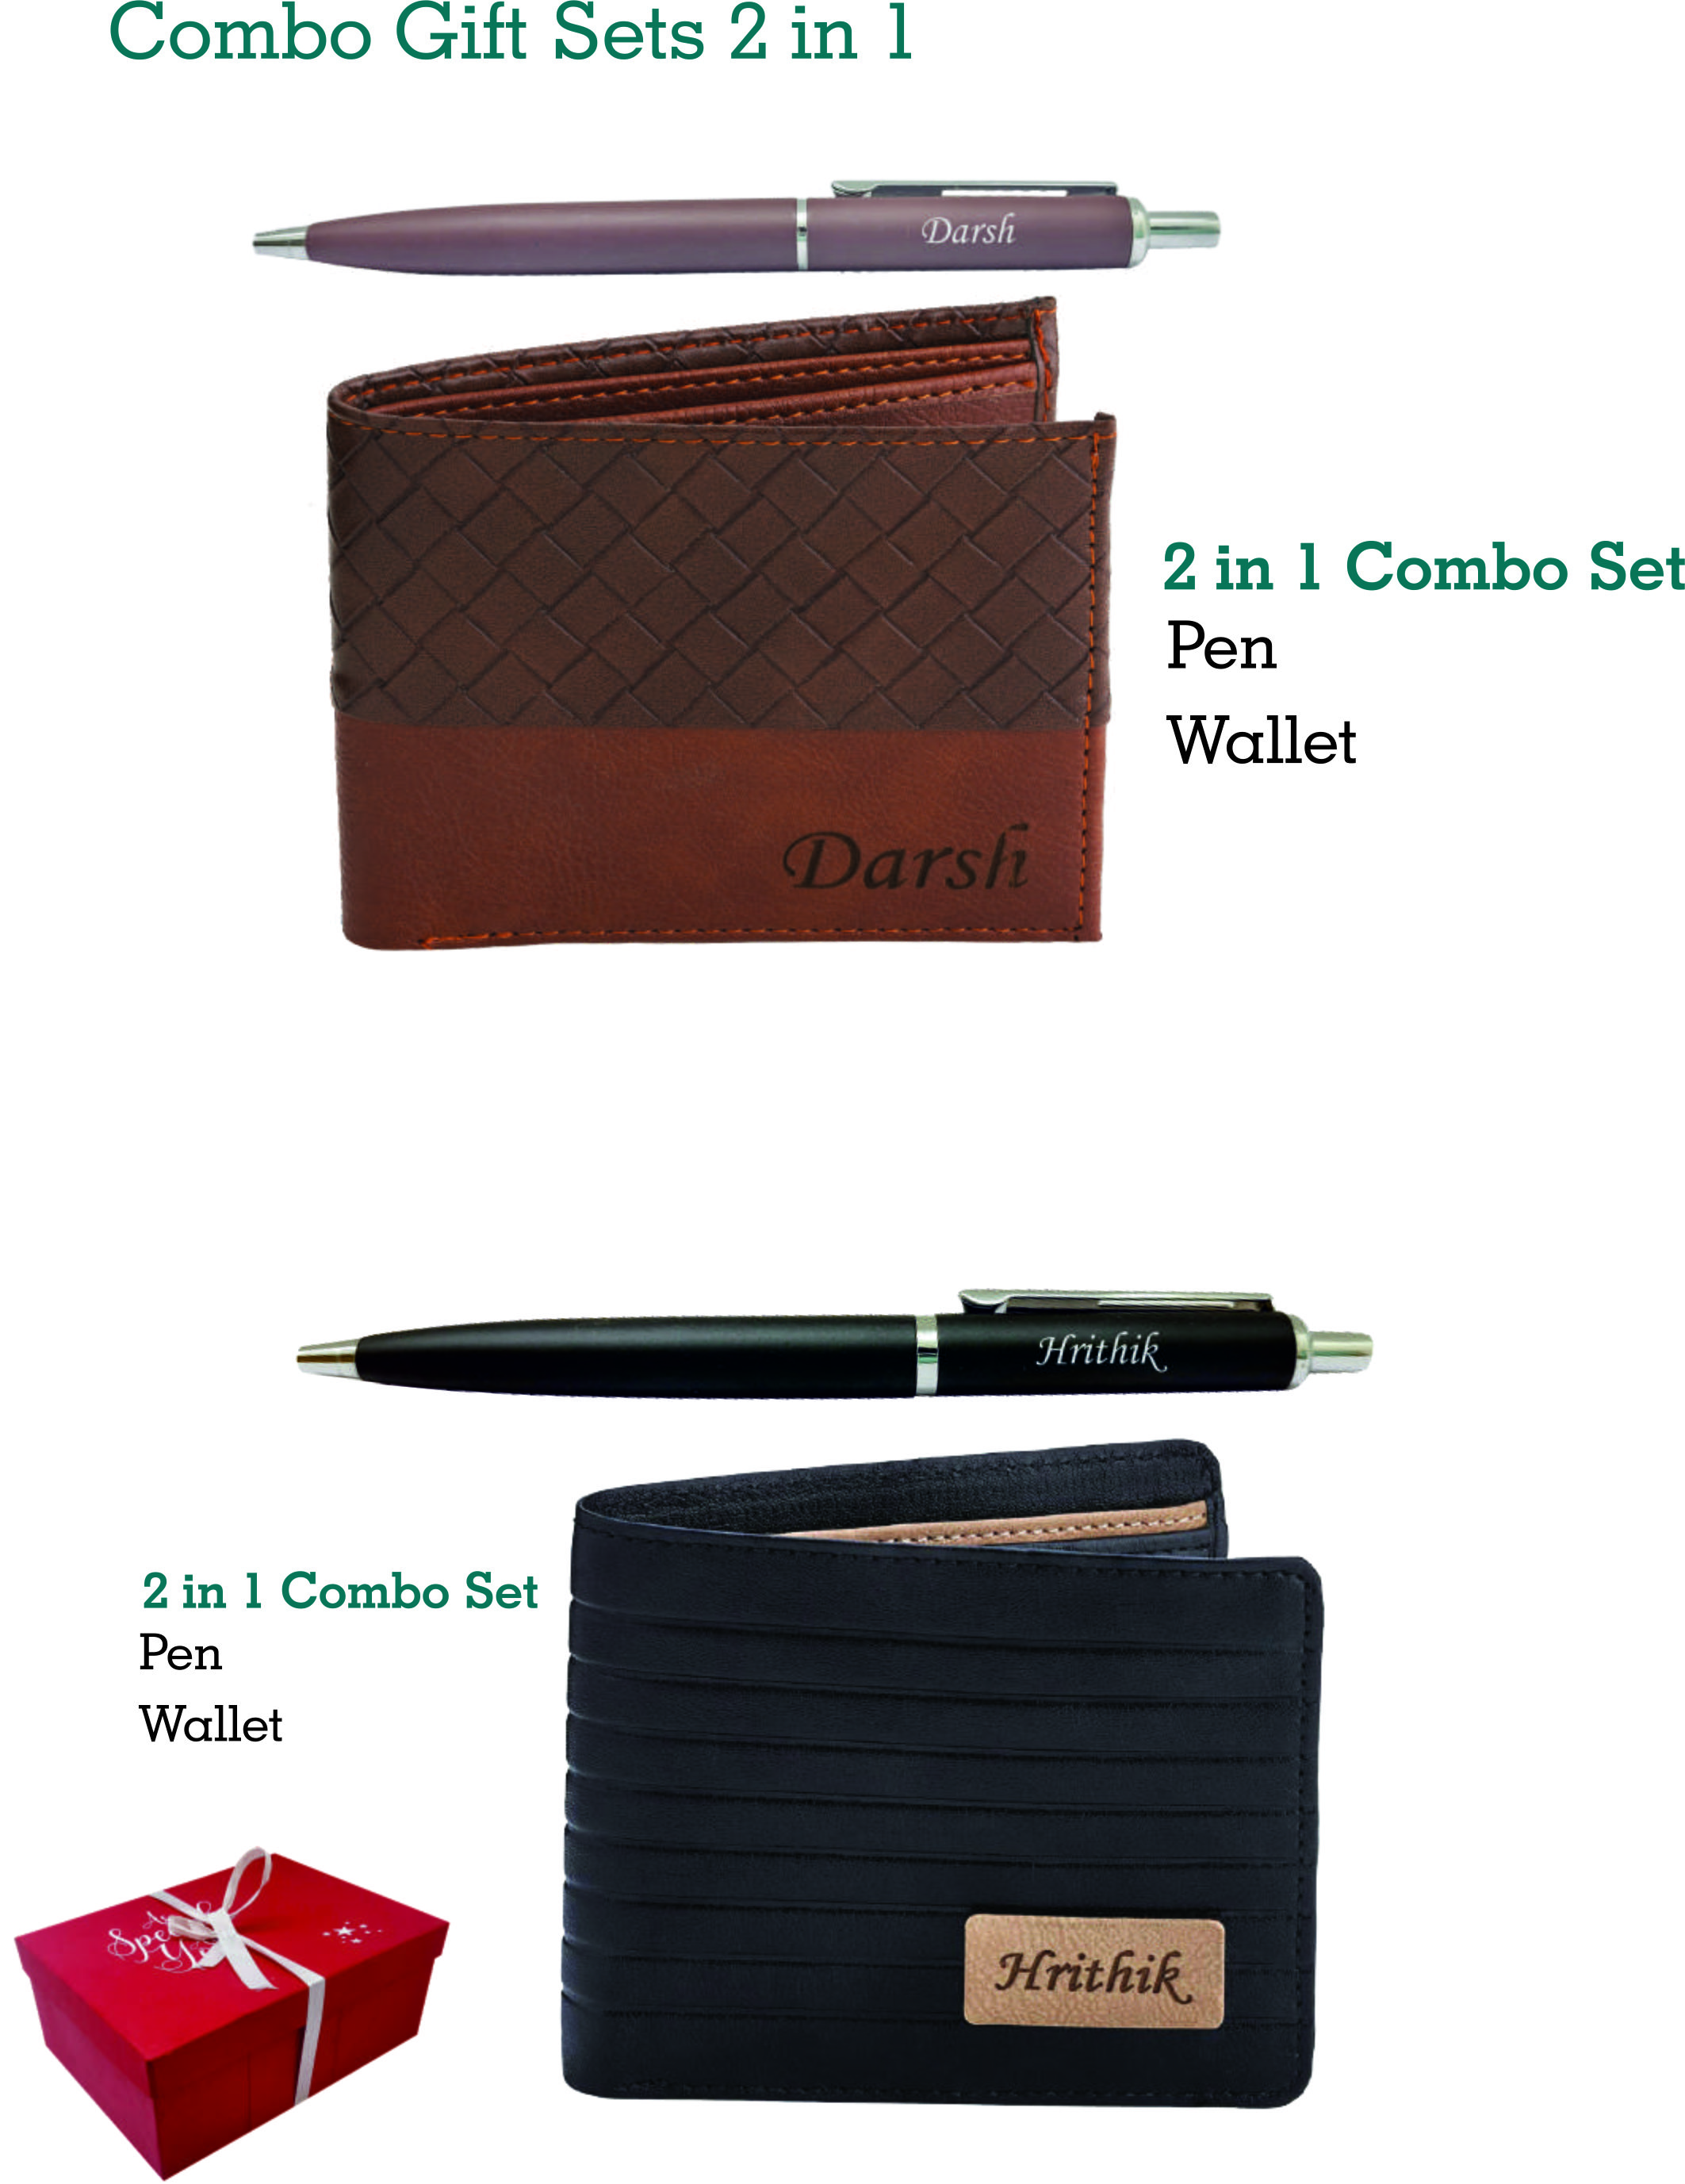 Combo Gift Sets 2 in 1
Darsh
2 in 1 Combo Set
Pen
Wallet
Darsh
Hrithik
2 in 1 Combo Set
Pen
Wallet
Hrithik